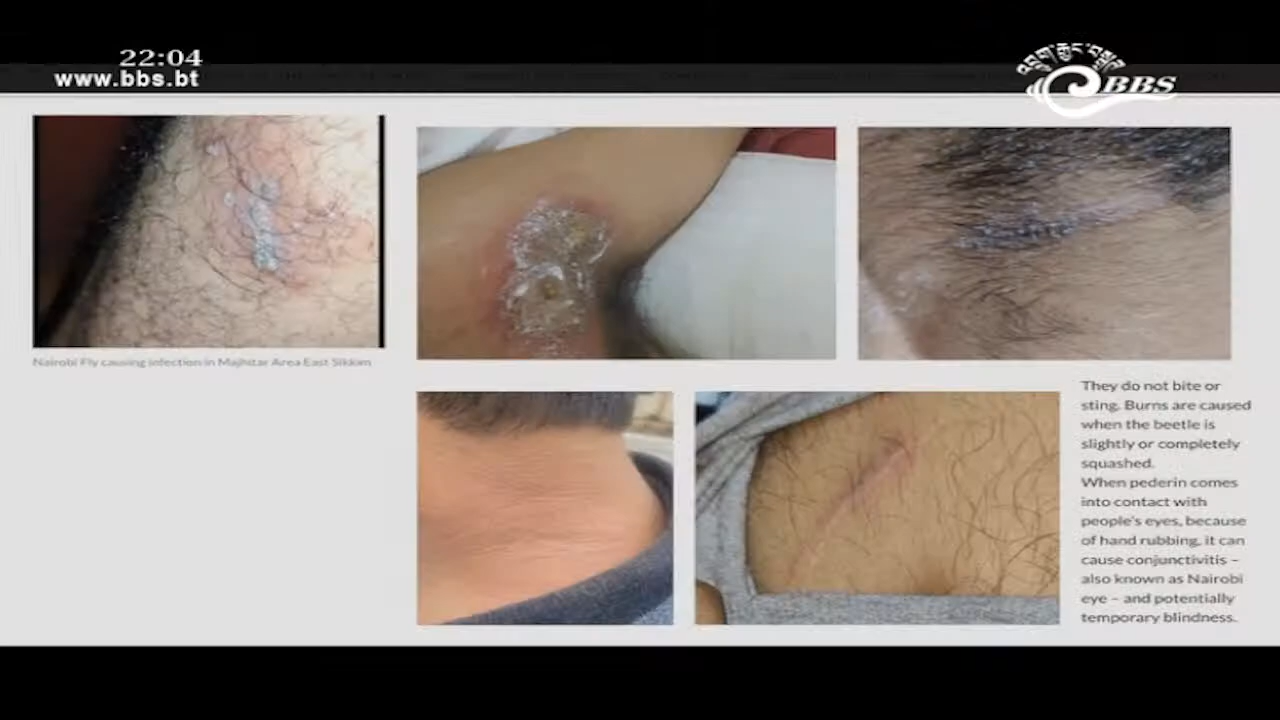 22:04
www.bbs.bt
BBS
Nairobi Fly causing infection in Majhitar Area East Sikkim
They do not bite or
sting. Burns are caused
when the beetle is
slightly or completely
squashed.
When pederin comes
into contact with
people's eyes, because
of hand rubbing, it can
cause conjunctivitis –
also known as Nairobi
eye – and potentially
temporary blindness.